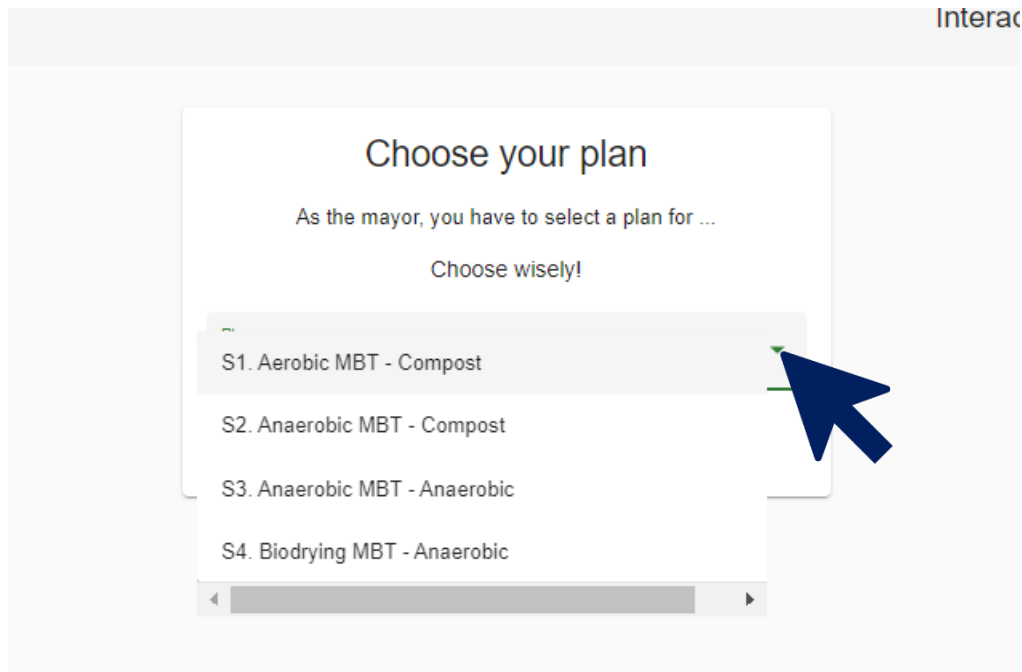 Choose your plan
As the mayor, you have to select a plan for ...
Choose wisely!
S1. Aerobic MBT - Compost
S2. Anaerobic MBT - Compost
S3. Anaerobic MBT - Anaerobic
S4. Biodrying MBT - Anaerobic